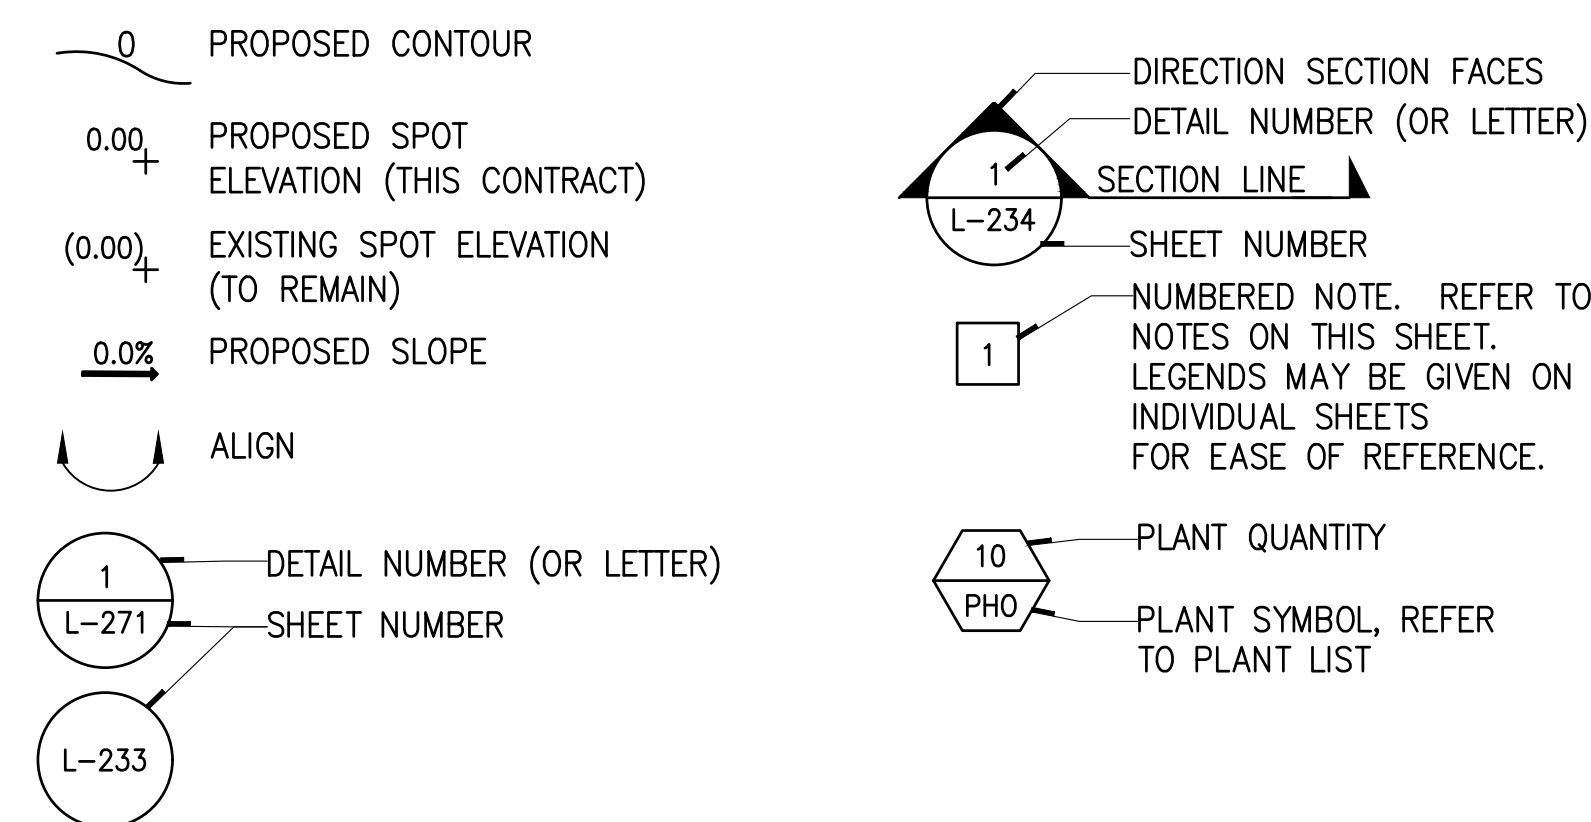 0 PROPOSED CONTOUR
0.00 PROPOSED SPOT
ELEVATION (THIS CONTRACT)
(0.00) EXISTING SPOT ELEVATION
(TO REMAIN)
0.0% PROPOSED SLOPE
ALIGN
1
DETAIL NUMBER (OR LETTER)
L-271
SHEET NUMBER
L-233
DIRECTION SECTION FACES
DETAIL NUMBER (OR LETTER)
1
SECTION LINE
L-234
SHEET NUMBER
NUMBERED NOTE. REFER TO
NOTES ON THIS SHEET.
1
LEGENDS MAY BE GIVEN ON
INDIVIDUAL SHEETS
FOR EASE OF REFERENCE.
PLANT QUANTITY
10
PHO
PLANT SYMBOL, REFER
TO PLANT LIST